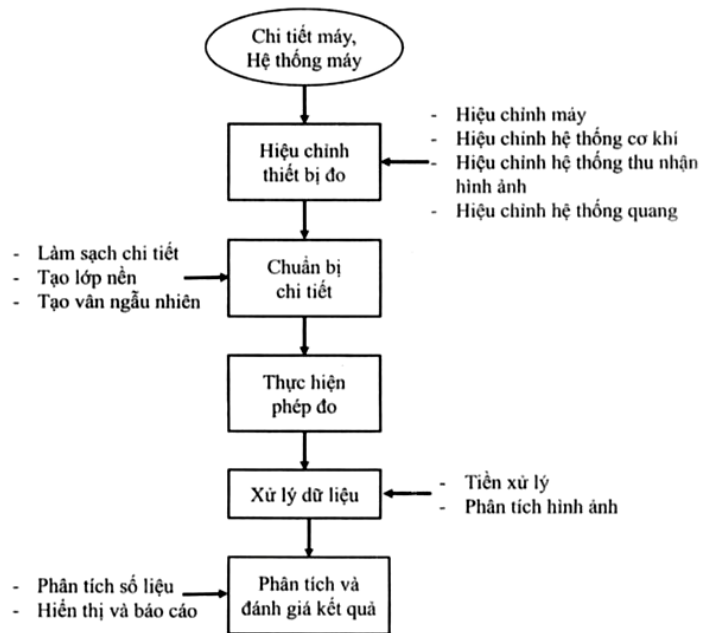 Chi tiết máy,
Hệ thống máy
Hiệu chỉnh
thiết bị đo
- Hiệu chỉnh máy
- Hiệu chỉnh hệ thống cơ khí
- Hiệu chỉnh hệ thống thu nhận
hình ảnh
- Hiệu chỉnh hệ thống quang
- Làm sạch chi tiết
- Tạo lớp nền
- Tạo vân ngẫu nhiên
Chuẩn bị
chi tiết
Thực hiện
phép đo
Xử lý dữ liệu
- Tiền xử lý
- Phân tích hình ảnh
- Phân tích số liệu
- Hiển thị và báo cáo
Phân tích và
đánh giá kết quả